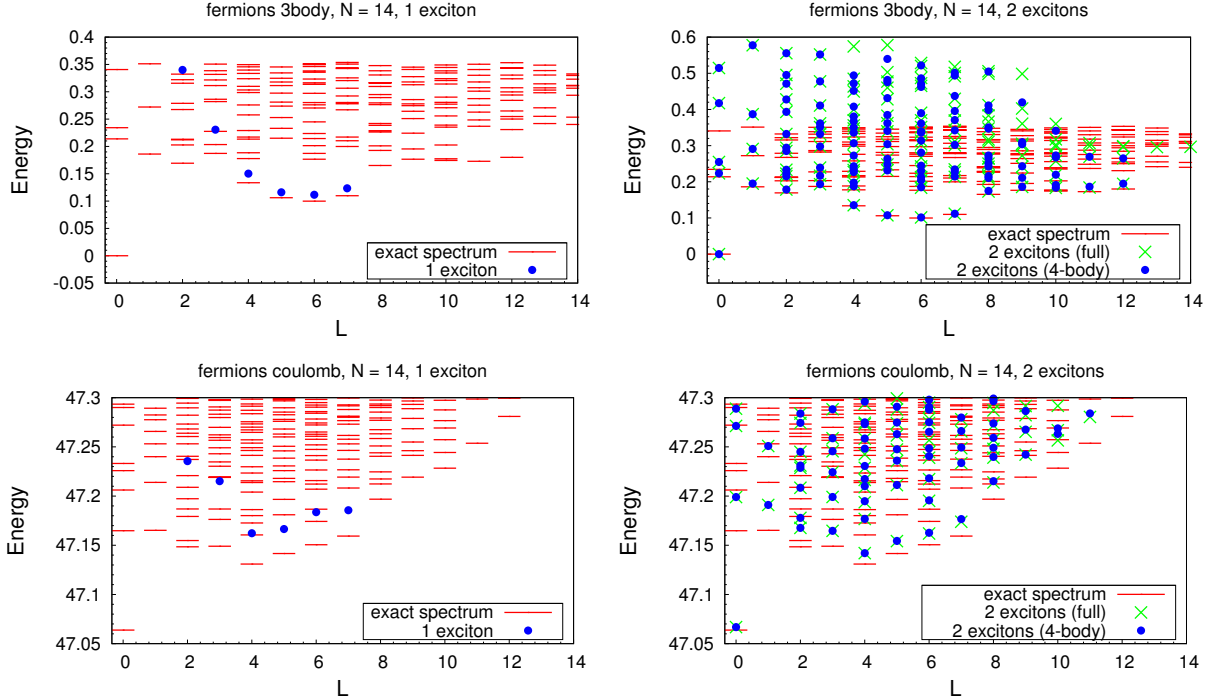 fermions 3body, N = 14, 1 exciton
Energy
0.4
0.35
0.3
0.25
0.2
0.15
0.1
0.05
0
-0.05
exact spectrum
1 exciton
0 2 4 6 8 10 12 14
L
fermions 3body, N = 14, 2 excitons
Energy
0.6
0.5
0.4
0.3
0.2
0.1
0
exact spectrum
2 excitons (full)
2 excitons (4-body)
0 2 4 6 8 10 12 14
L
fermions coulomb, N = 14, 1 exciton
Energy
47.3
47.25
47.2
47.15
47.1
47.05
exact spectrum
1 exciton
0 2 4 6 8 10 12 14
L
fermions coulomb, N = 14, 2 excitons
Energy
47.3
47.25
47.2
47.15
47.1
47.05
exact spectrum
2 excitons (full)
2 excitons (4-body)
0 2 4 6 8 10 12 14
L